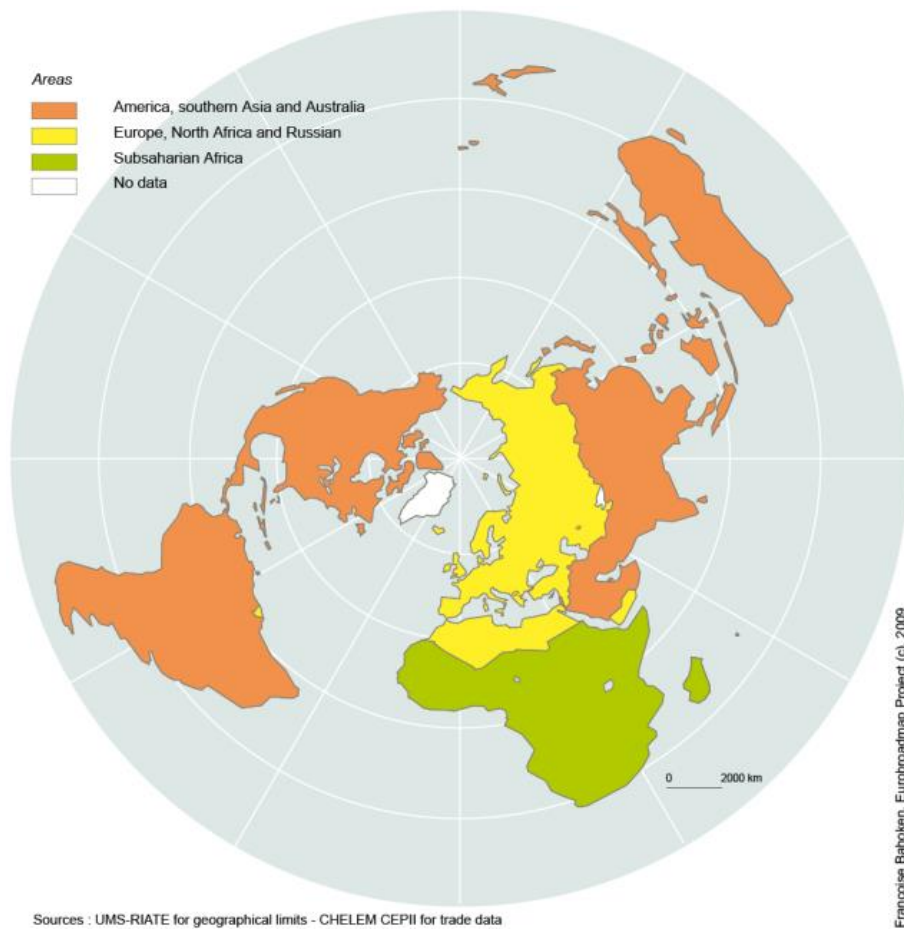 Areas
America, southern Asia and Australia
Europe, North Africa and Russian
Subsaharian Africa
No data
0 2000 km
Françoise Bahoken, Eurobroadmap Project (c), 2009
Sources : UMS-RIATE for geographical limits - CHELEM CEPII for trade data